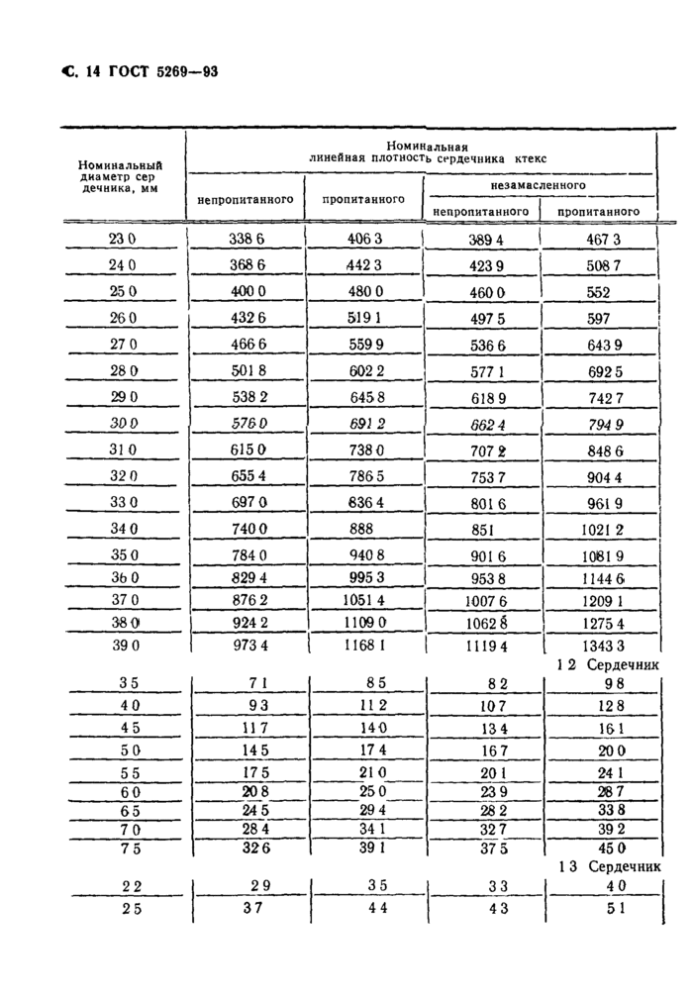 С. 14 ГОСТ 5269—93
Номинальный диаметр сер дечника, мм
Номинальная линейная плотность сердечника ктекс
непропитанного
пропитанного
незамасленного
непропитанного
пропитанного
23 0 338 6 406 3 389 4 467 3
24 0 368 6 442 3 423 9 508 7
25 0 400 0 480 0 460 0 552
26 0 432 6 519 1 497 5 597
27 0 466 6 559 9 536 6 643 9
28 0 501 8 602 2 577 1 692 5
29 0 538 2 645 8 618 9 742 7
30 0 576 0 691 2 662 4 794 9
31 0 615 0 738 0 707 2 848 6
32 0 655 4 786 5 753 7 904 4
33 0 697 0 836 4 801 6 961 9
34 0 740 0 888 851 1021 2
35 0 784 0 940 8 901 6 1081 9
36 0 829 4 995 3 953 8 1144 6
37 0 876 2 1051 4 1007 6 1209 1
38 0 924 2 1109 0 1062 8 1275 4
39 0 973 4 1168 1 1119 4 1343 3
1 2 Сердечник
3 5 7 1 8 5 8 2 9 8
4 0 9 3 11 2 10 7 12 8
4 5 11 7 14 0 13 4 16 1
5 0 14 5 17 4 16 7 20 0
5 5 17 5 21 0 20 1 24 1
6 0 20 8 25 0 23 9 28 7
6 5 24 5 29 4 28 2 33 8
7 0 28 4 34 1 32 7 39 2
7 5 32 6 39 1 37 5 45 0
1 3 Сердечник
2 2 2 9 3 5 3 3 4 0
2 5 3 7 4 4 4 3 5 1